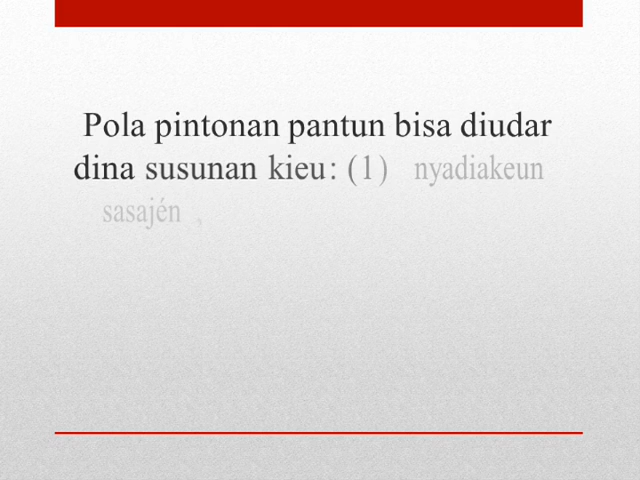 Pola pintonan pantun bisa diudar
dina susunan kieu: (1) nyadiakeun
sasajén ,